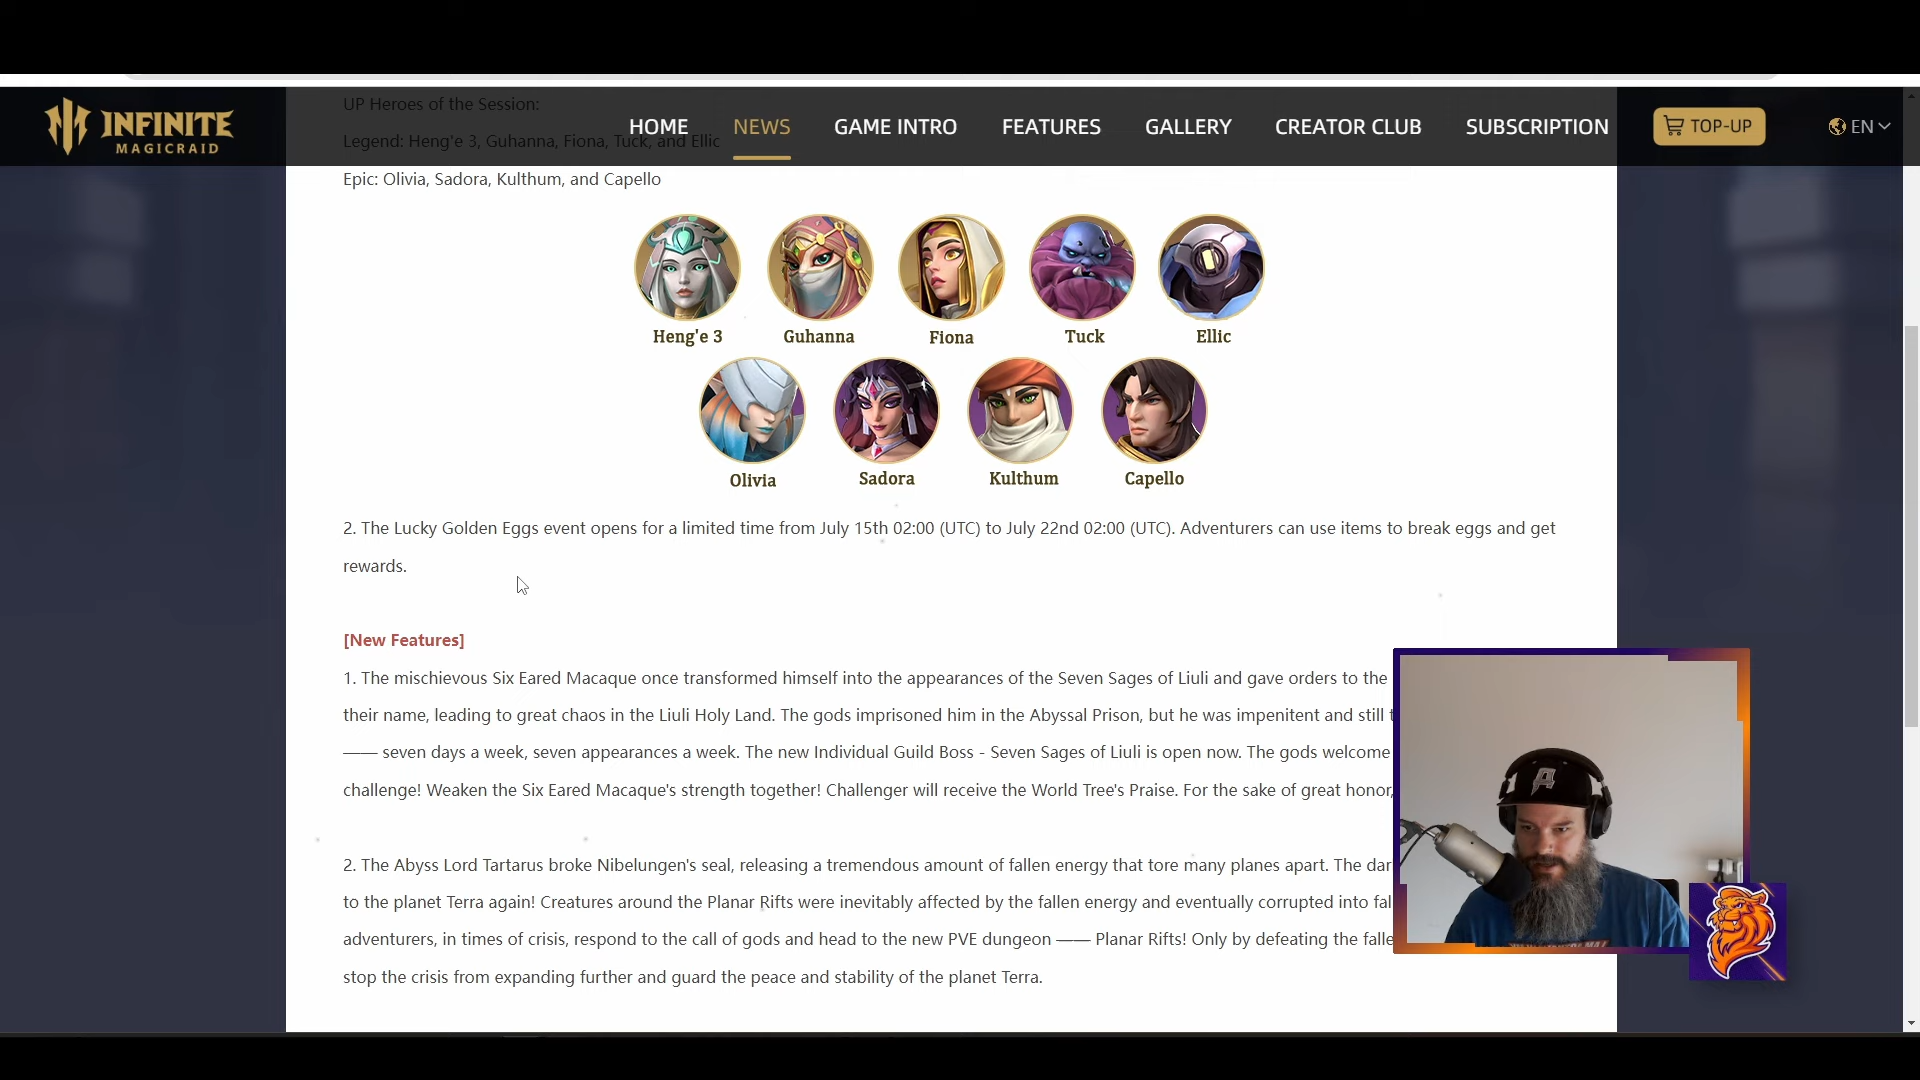 INFINITE
MAGICRAID
HOME
NEWS
GAME INTRO
FEATURES
GALLERY
CREATOR CLUB
SUBSCRIPTION
TOP-UP
EN
UP Heroes of the Session:
Legend: Heng'e 3, Guhanna, Fiona, Tuck, and Ellic
Epic: Olivia, Sadora, Kulthum, and Capello
Heng'e 3
Guhanna
Fiona
Tuck
Ellic
Olivia
Sadora
Kulthum
Capello
2. The Lucky Golden Eggs event opens for a limited time from July 15th 02:00 (UTC) to July 22nd 02:00 (UTC). Adventurers can use items to break eggs and get
rewards.
[New Features]
1. The mischievous Six Eared Macaque once transformed himself into the appearances of the Seven Sages of Liuli and gave orders to the
their name, leading to great chaos in the Liuli Holy Land. The gods imprisoned him in the Abyssal Prison, but he was impenitent and still
—— seven days a week, seven appearances a week. The new Individual Guild Boss - Seven Sages of Liuli is open now. The gods welcome
challenge! Weaken the Six Eared Macaque's strength together! Challenger will receive the World Tree's Praise. For the sake of great honor,
2. The Abyss Lord Tartarus broke Nibelungen's seal, releasing a tremendous amount of fallen energy that tore many planes apart. The dar
to the planet Terra again! Creatures around the Planar Rifts were inevitably affected by the fallen energy and eventually corrupted into fal
adventurers, in times of crisis, respond to the call of gods and head to the new PVE dungeon —— Planar Rifts! Only by defeating the falle
stop the crisis from expanding further and guard the peace and stability of the planet Terra.